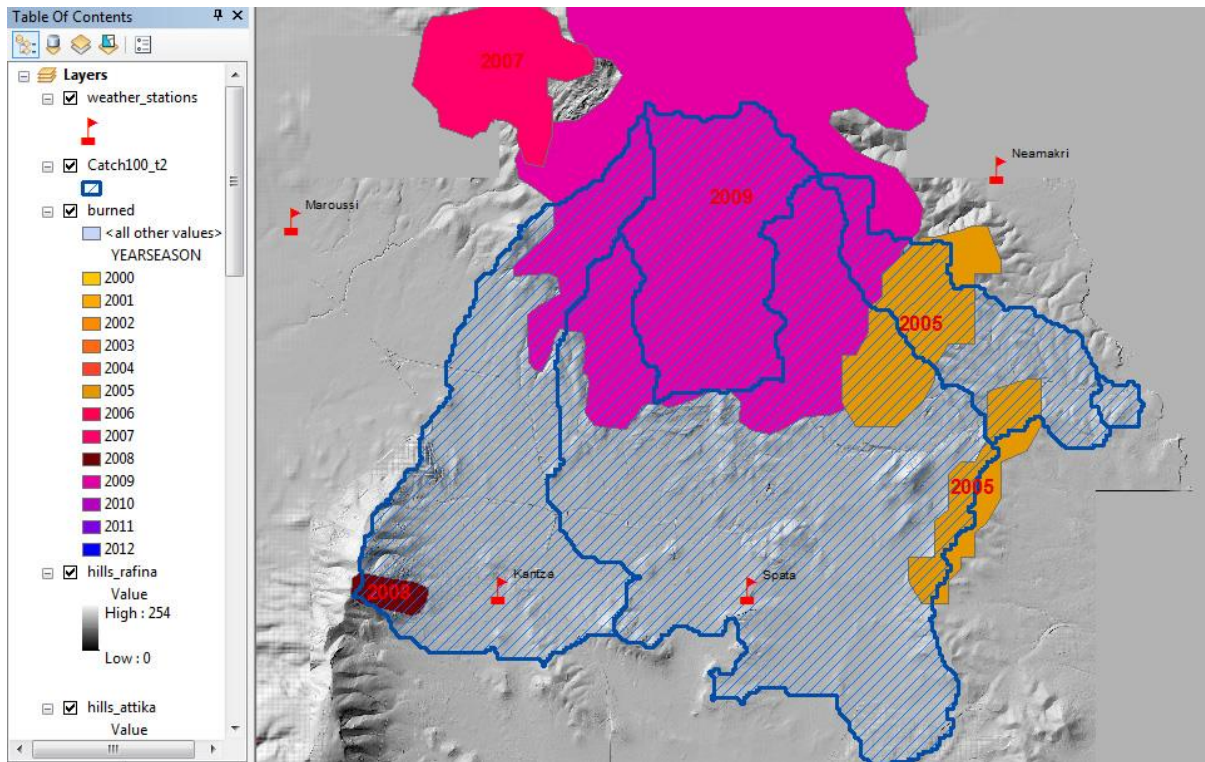 Table Of Contents
Layers
weather_stations
Catch100_t2
burned
<all other values>
YEARSEASON
2000
2001
2002
2003
2004
2005
2006
2007
2008
2009
2010
2011
2012
hills_rafina
Value
High : 254
Low : 0
hills_attika
Value
2007
Neamakri
Maroussi
2009
2005
2005
2008
Kantza
Spata